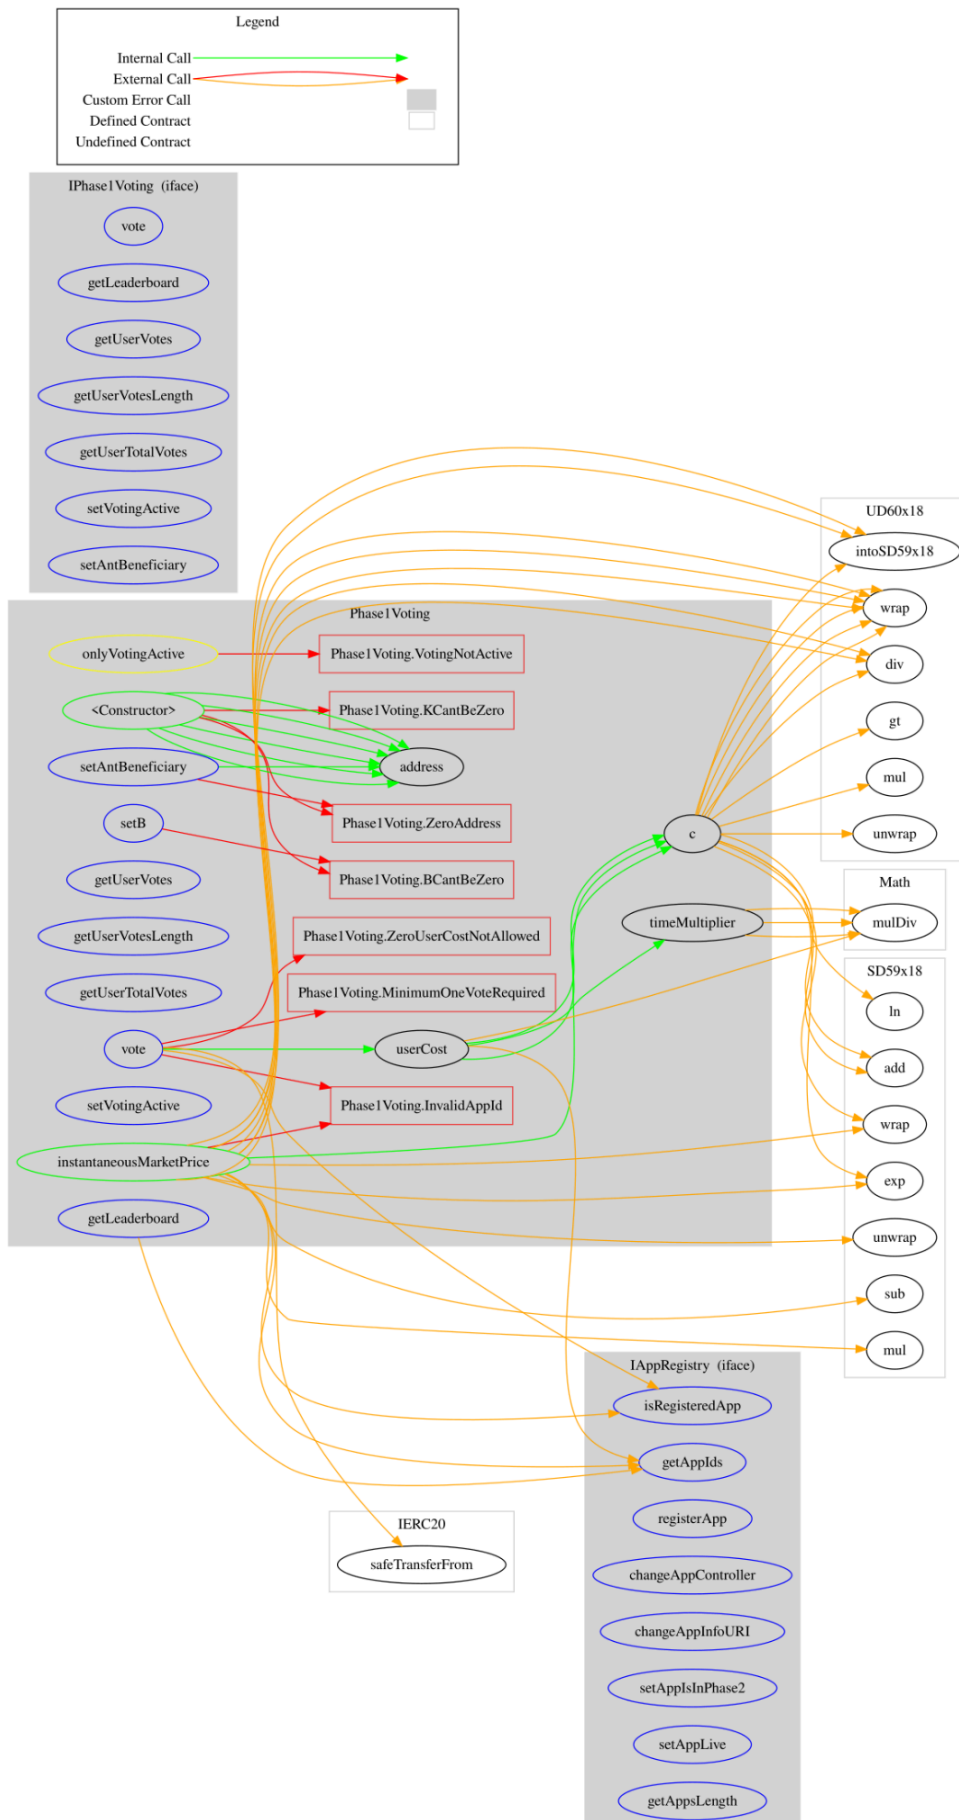 Legend
Internal Call
External Call
Custom Error Call
Defined Contract
Undefined Contract
IPhase1Voting (iface)
vote
getLeaderboard
getUserVotes
getUserVotesLength
getUserTotalVotes
setVotingActive
setAntBeneficiary
Phase1Voting
onlyVotingActive
Phase1Voting.VotingNotActive
<Constructor>
Phase1Voting.KCantBeZero
setAntBeneficiary
address
setB
Phase1Voting.ZeroAddress
c
getUserVotes
Phase1Voting.BCantBeZero
getUserVotesLength
Phase1Voting.ZeroUserCostNotAllowed
timeMultiplier
getUserTotalVotes
Phase1Voting.MinimumOneVoteRequired
vote
userCost
setVotingActive
Phase1Voting.InvalidAppId
instantaneousMarketPrice
getLeaderboard
UD60x18
intoSD59x18
wrap
div
gt
mul
unwrap
Math
mulDiv
SD59x18
ln
add
wrap
exp
unwrap
sub
mul
IAppRegistry (iface)
isRegisteredApp
getAppIds
registerApp
changeAppController
changeAppInfoURI
setAppIsInPhase2
setAppLive
getAppsLength
IERC20
safeTransferFrom